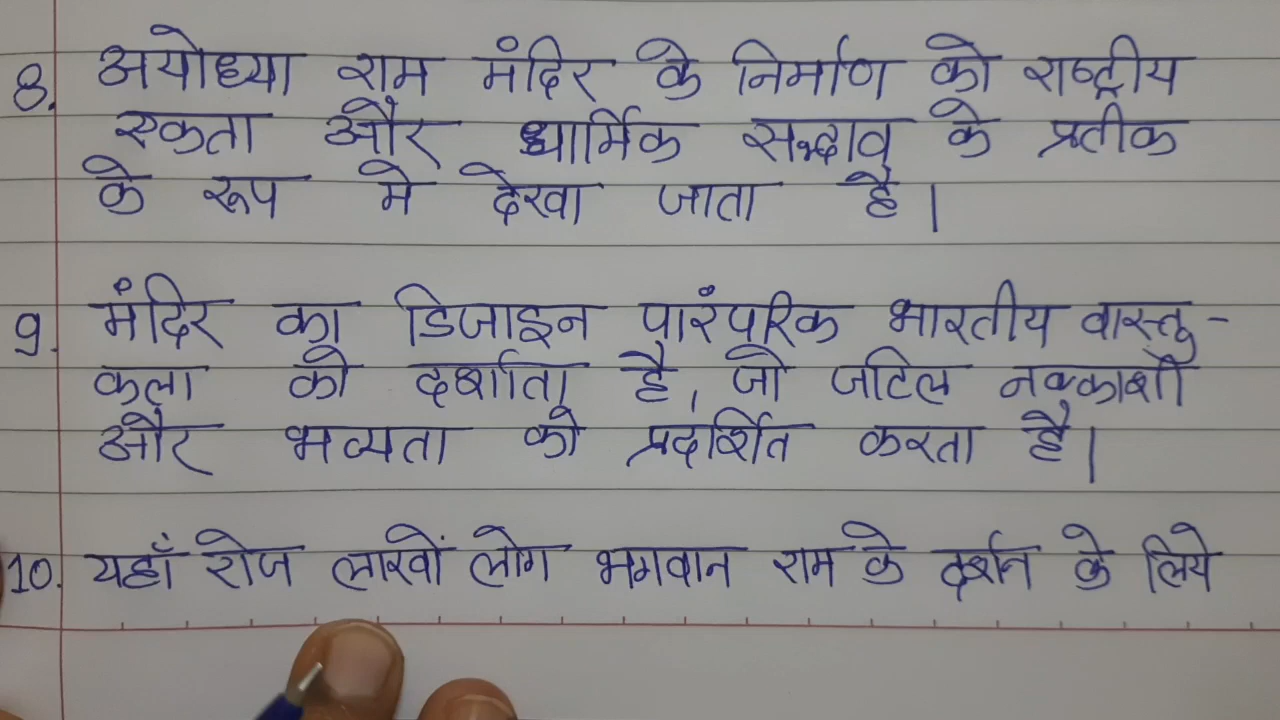 8. अयोध्या राम मंदिर के निर्माण को राष्ट्रीय
एकता और धार्मिक सद्भाव के प्रतीक
के रूप मे देखा जाता है।
9. मंदिर का डिजाइन पारंपरिक भारतीय वास्तु-
कला को दर्शाता है, जो जटिल नक्काशी
और भव्यता को प्रदर्शित करता है।
10. यहाँ रोज लाखों लोग भगवान राम के दर्शन के लिये